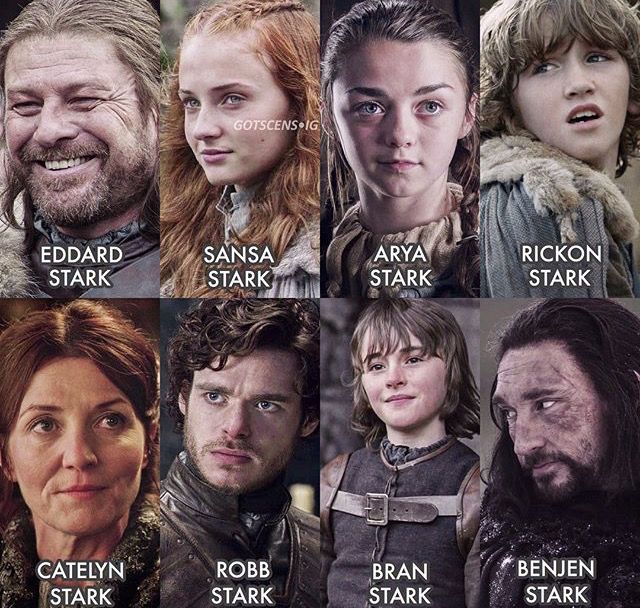 GOTSCENS•IG
EDDARD
STARK
SANSA
STARK
ARYA
STARK
RICKON
STARK
CATELYN
STARK
ROBB
STARK
BRAN
STARK
BENJEN
STARK